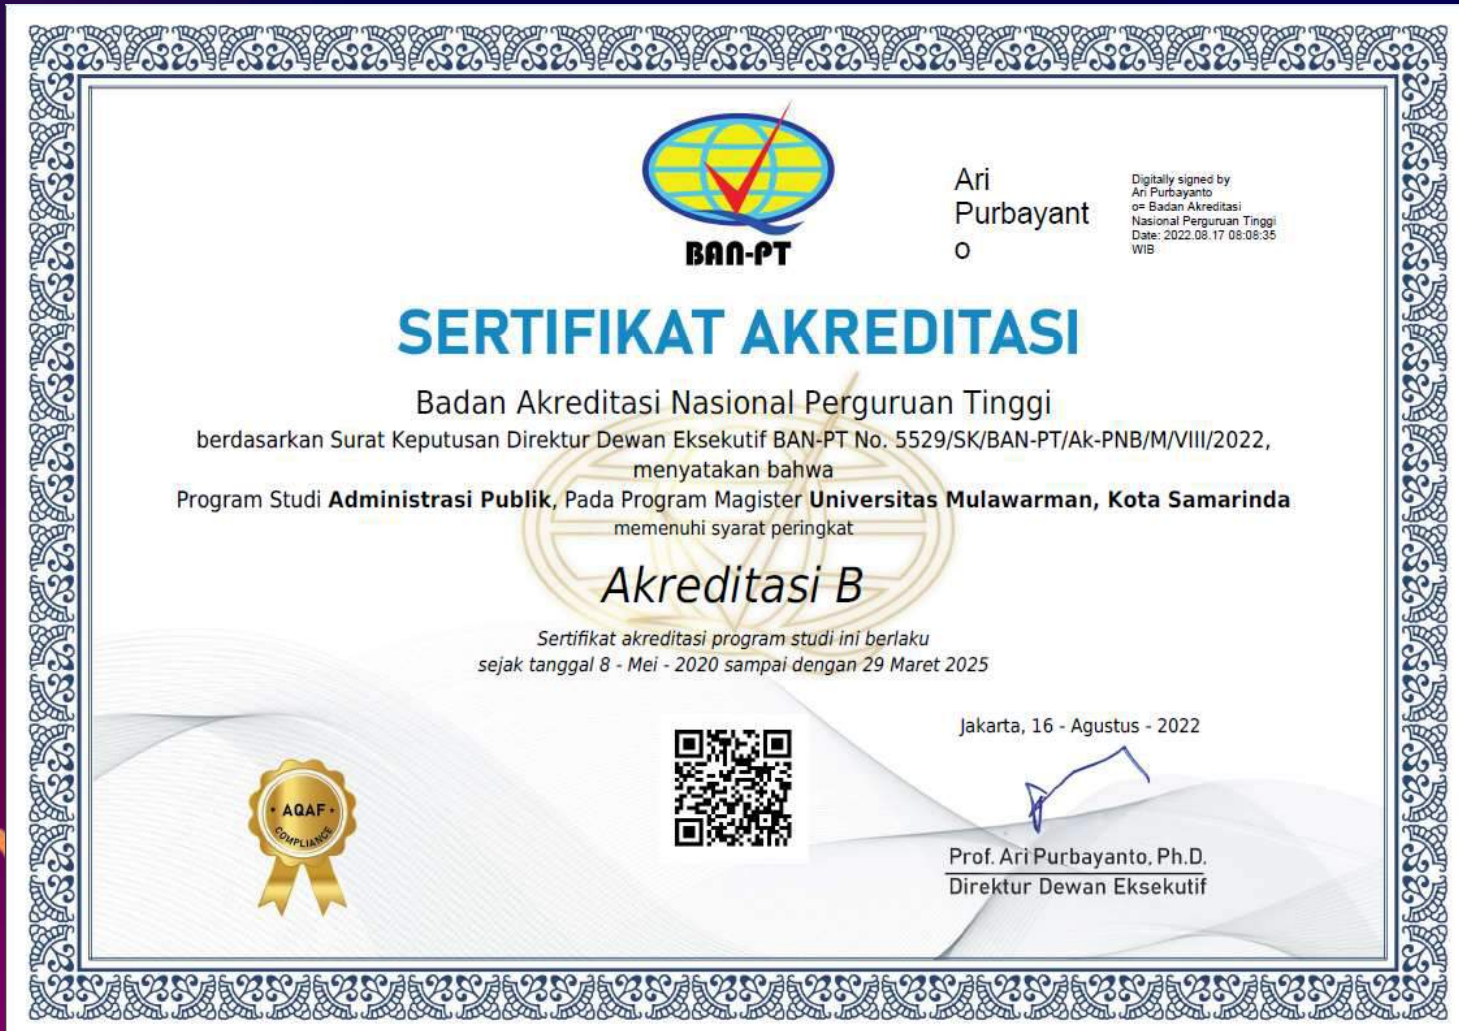 BAN-PT
Ari
Purbayant
o
Digitally signed by
Ari Purbayanto
o= Badan Akreditasi
Nasional Perguruan Tinggi
Date: 2022.08.17 08:08:35
WIB
SERTIFIKAT AKREDITASI
Badan Akreditasi Nasional Perguruan Tinggi
berdasarkan Surat Keputusan Direktur Dewan Eksekutif BAN-PT No. 5529/SK/BAN-PT/Ak-PNB/M/VIII/2022,
menyatakan bahwa
Program Studi Administrasi Publik, Pada Program Magister Universitas Mulawarman, Kota Samarinda
memenuhi syarat peringkat
Akreditasi B
Sertifikat akreditasi program studi ini berlaku
sejak tanggal 8 - Mei - 2020 sampai dengan 29 Maret 2025
Jakarta, 16 - Agustus - 2022
AQAF
COMPLIANCE
Prof. Ari Purbayanto, Ph.D.
Direktur Dewan Eksekutif